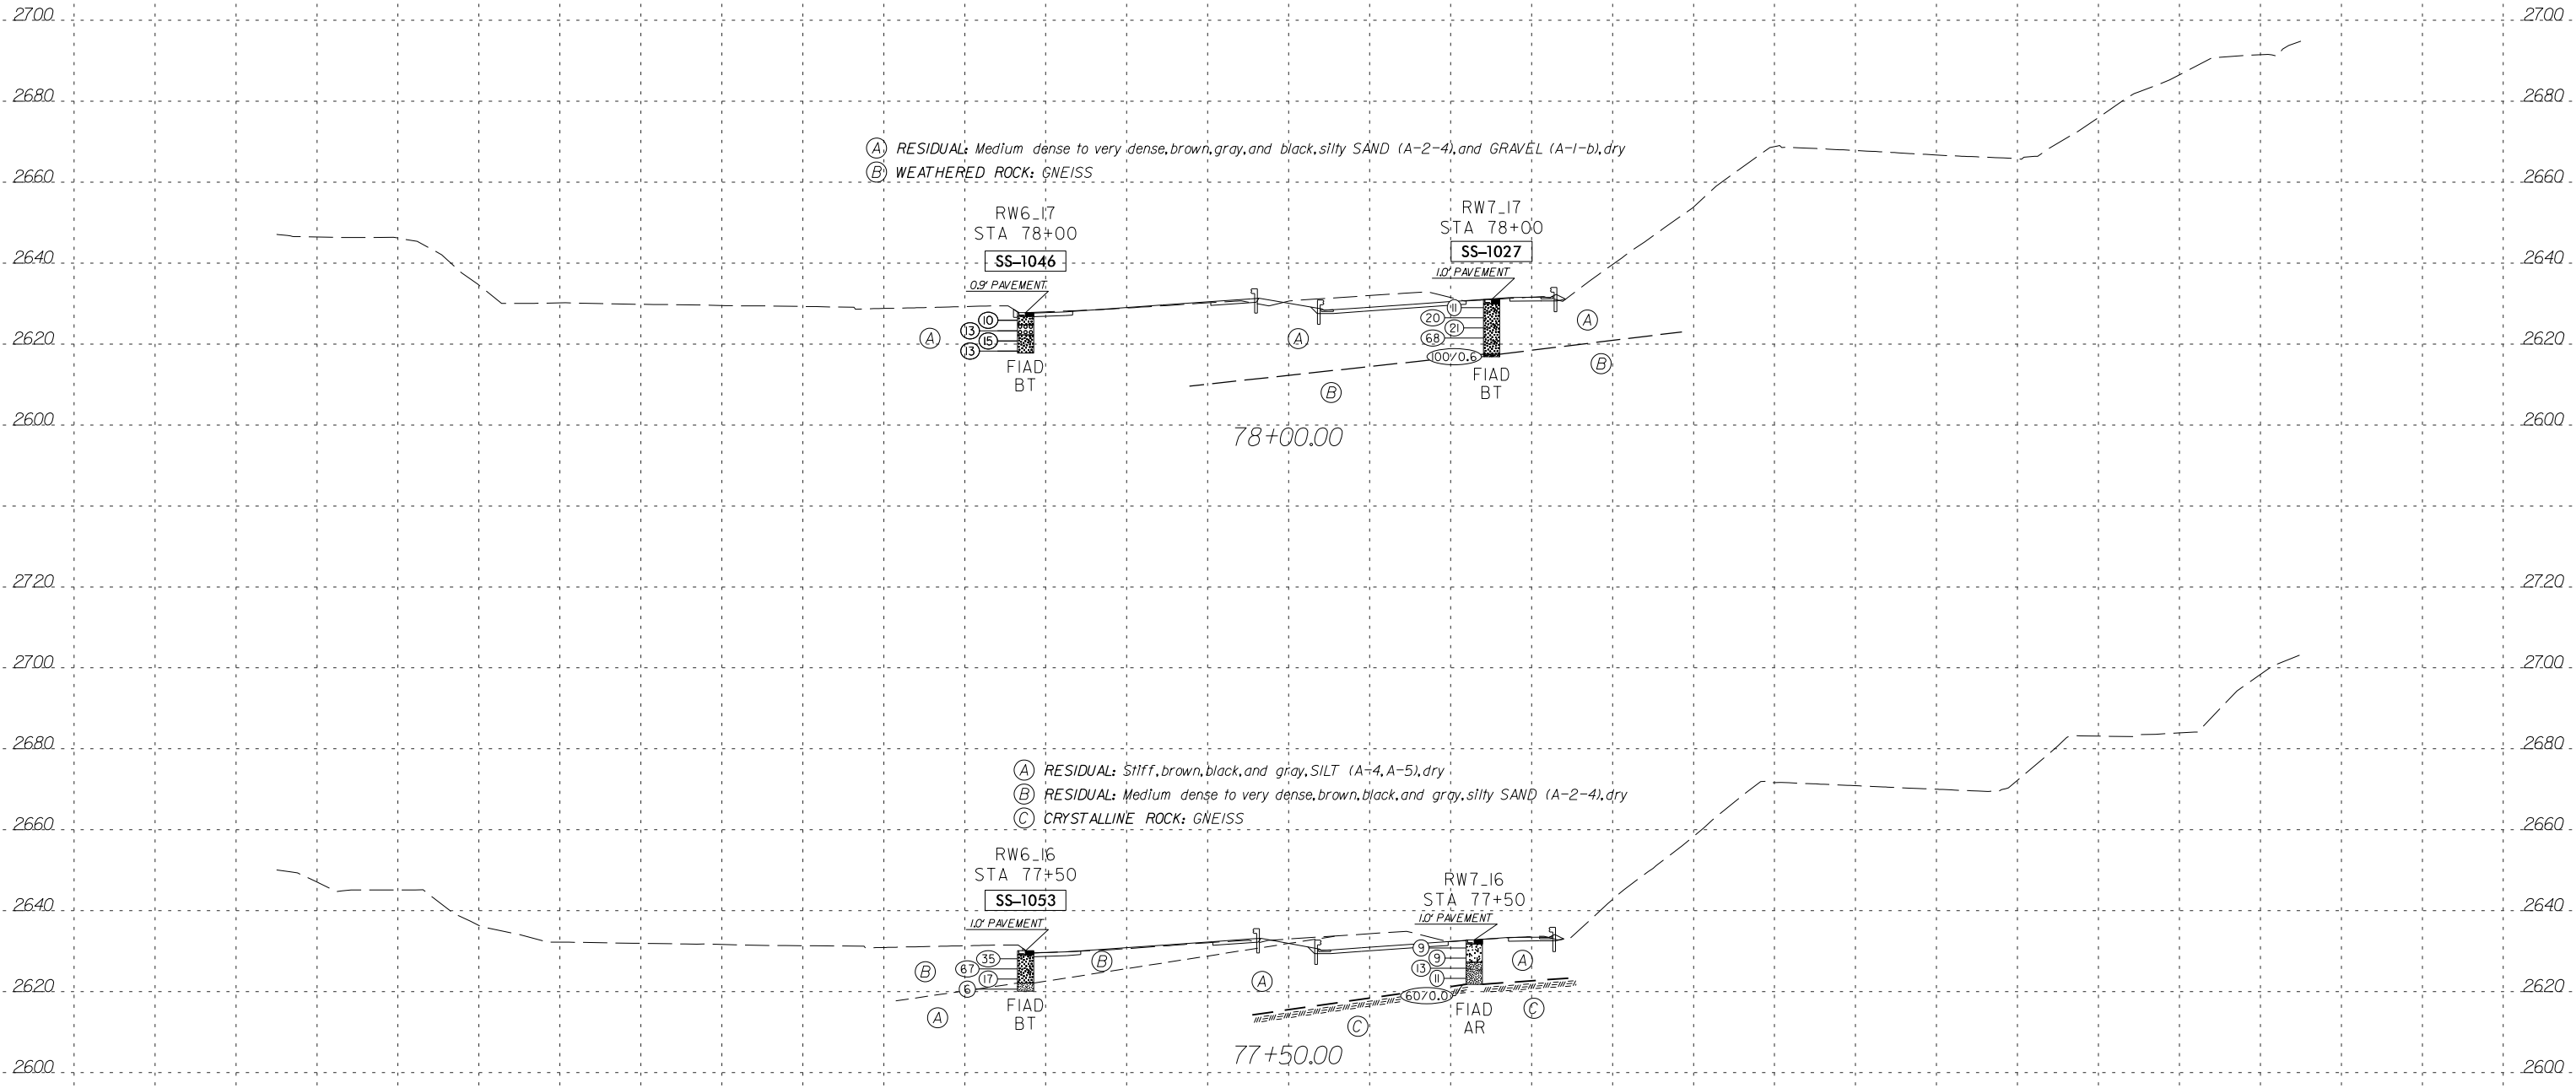 2700 2700
2680 2680
Ⓐ RESIDUAL: Medium dense to very dense, brown, gray, and black, silty SAND (A-2-4), and GRAVEL (A-1-b), dry
Ⓑ WEATHERED ROCK: GNEISS
2660 2660
RW6_17
STA 78+00
SS-1046
0.9' PAVEMENT
RW7_17
STA 78+00
SS-1027
1.0' PAVEMENT
2640 2640
10
13
15
13
A
FIAD
BT
A
11
20
21
68
100/0.6
FIAD
BT
A
B
B
2620 2620
2600 2600
78+00.00
2720 2720
2700 2700
2680 2680
Ⓐ RESIDUAL: Stiff, brown, black, and gray, SILT (A-4, A-5), dry
Ⓑ RESIDUAL: Medium dense to very dense, brown, black, and gray, silty SAND (A-2-4), dry
Ⓒ CRYSTALLINE ROCK: GNEISS
2660 2660
RW6_16
STA 77+50
SS-1053
1.0' PAVEMENT
RW7_16
STA 77+50
1.0' PAVEMENT
2640 2640
35
67
17
6
B
B
A
FIAD
BT
A
9
9
13
11
60/0.0
FIAD
AR
A
C
C
2620 2620
77+50.00
2600 2600